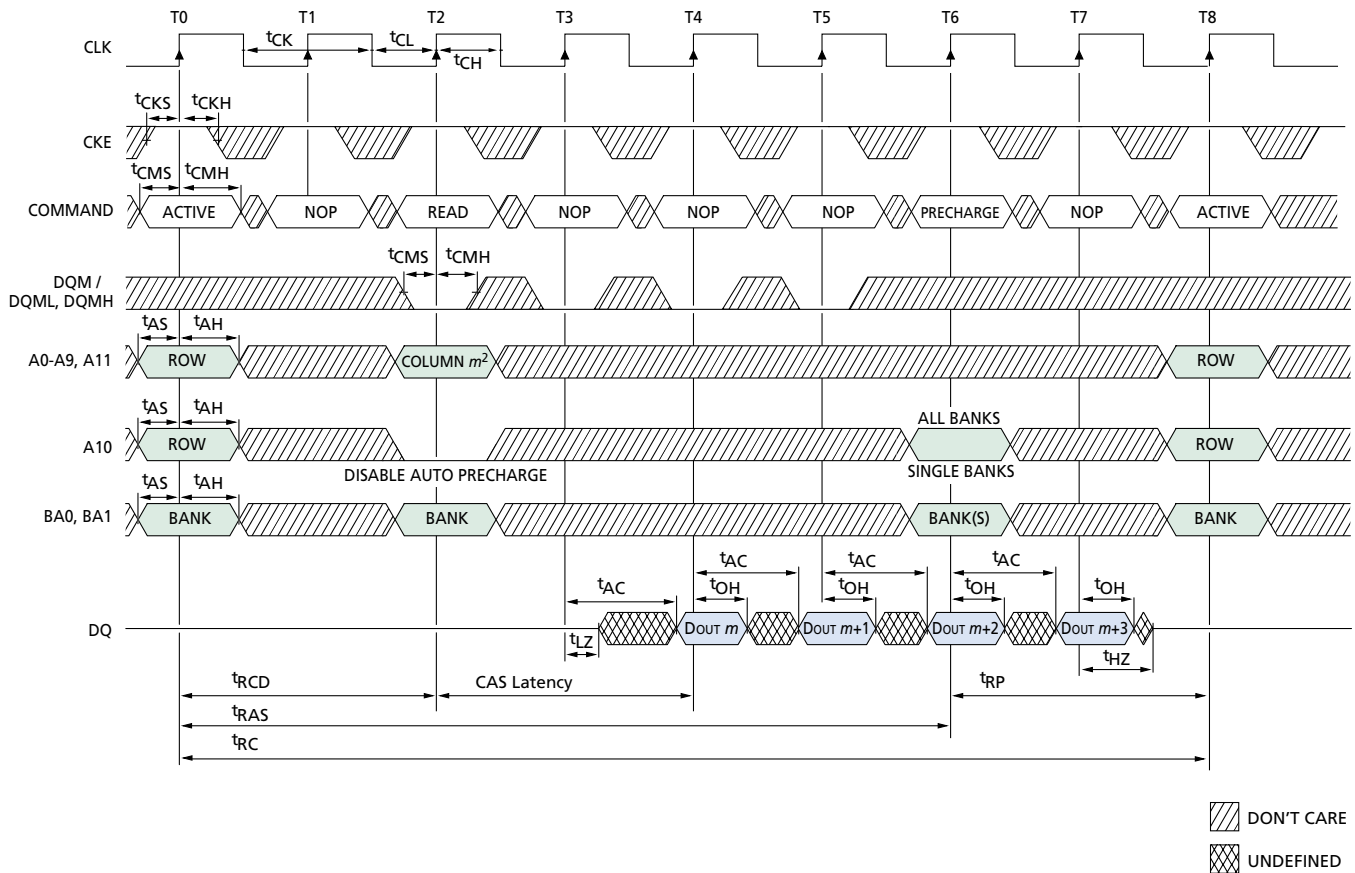 T0 T1 T2 T3 T4 T5 T6 T7 T8
CLK tCK tCL
tCH
tCKS tCKH
CKE
tCMS tCMH
COMMAND ACTIVE NOP READ NOP NOP NOP PRECHARGE NOP ACTIVE
tCMS tCMH
DQM /
DQML, DQMH
tAS tAH
A0-A9, A11 ROW COLUMN m2 ROW
tAS tAH ALL BANKS
A10 ROW ROW
DISABLE AUTO PRECHARGE SINGLE BANKS
tAS tAH
BA0, BA1 BANK BANK BANK(S) BANK
tAC tAC tAC tAC
tOH tOH tOH tOH
DQ DOUT m DOUT m+1 DOUT m+2 DOUT m+3
tLZ tHZ
tRCD CAS Latency tRP
tRAS
tRC
DON'T CARE
UNDEFINED